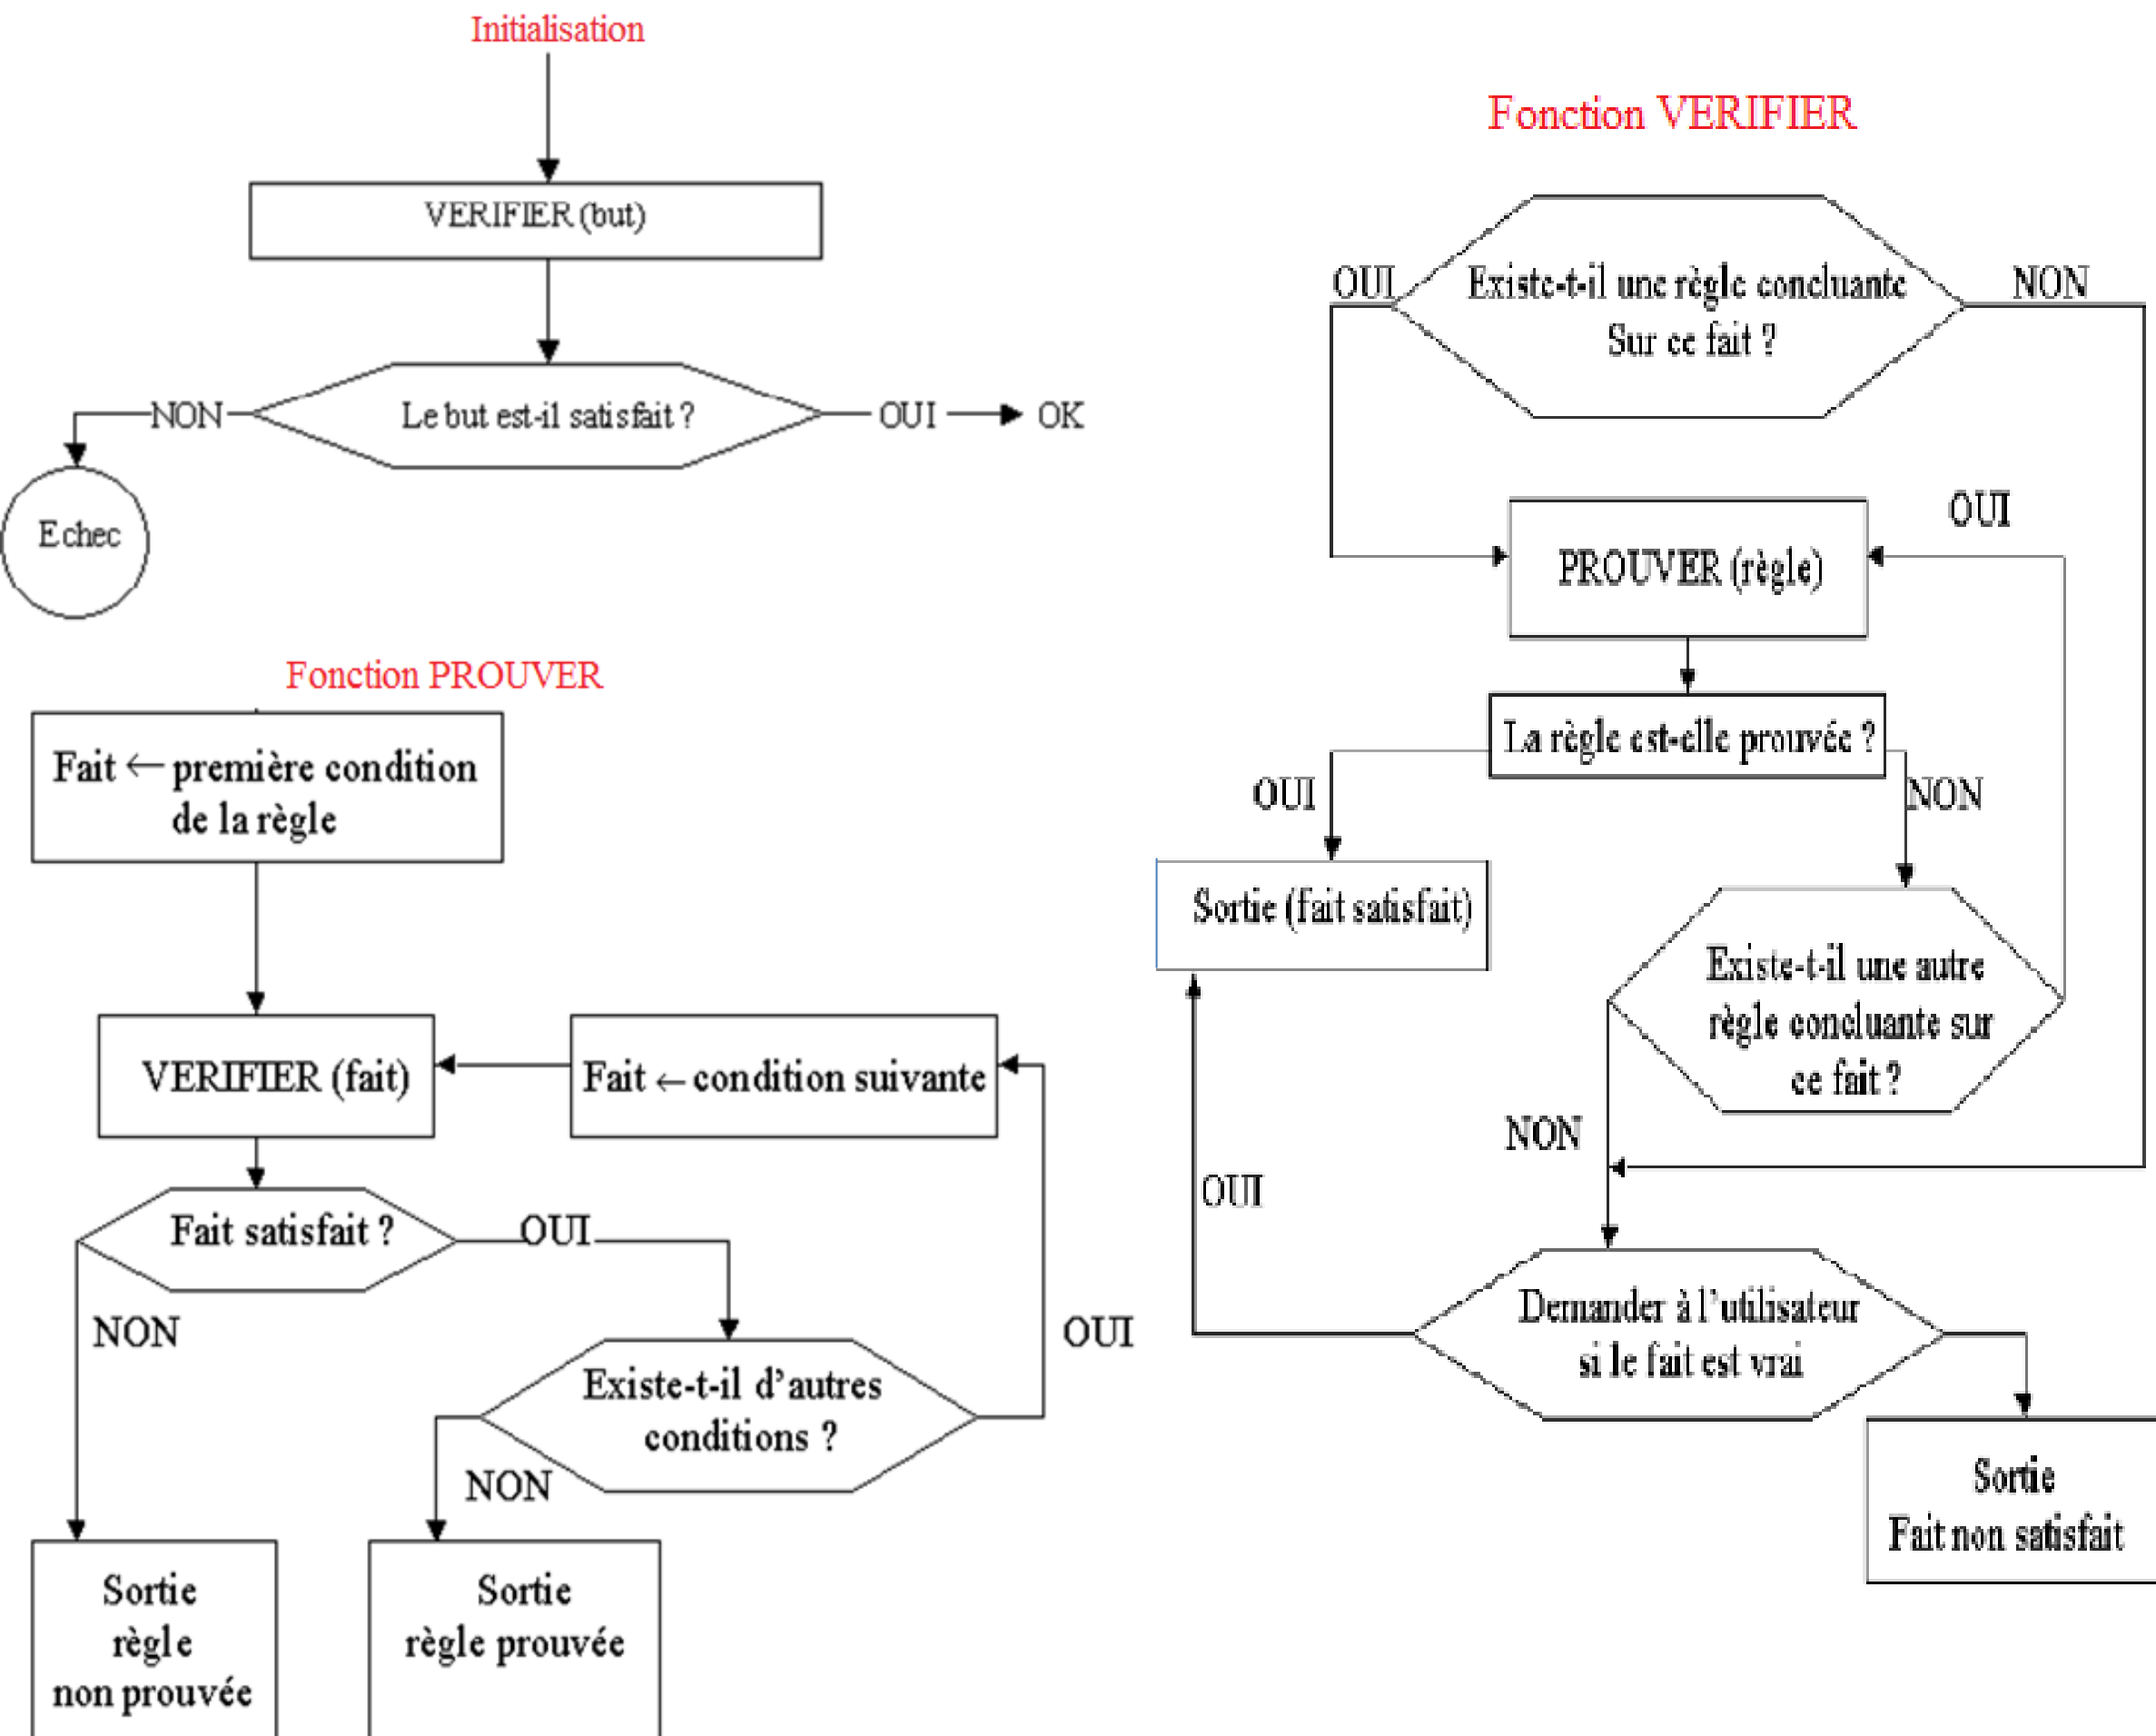 Initialisation
VERIFIER (but)
Le but est-il satisfait ?
NON
OUI
OK
Echec
Fonction PROUVER
Fait ← première condition
de la règle
VERIFIER (fait)
Fait ← condition suivante
Fait satisfait ?
OUI
NON
OUI
Existe-t-il d'autres
conditions ?
NON
Sortie
règle
non prouvée
Sortie
règle prouvée
Fonction VERIFIER
OUI
Existe-t-il une règle concluante
Sur ce fait ?
NON
OUI
PROUVER (règle)
La règle est-elle prouvée ?
OUI
NON
Sortie (fait satisfait)
Existe-t-il une autre
règle concluante sur
ce fait ?
NON
OUI
Demander à l'utilisateur
si le fait est vrai
Sortie
Fait non satisfait